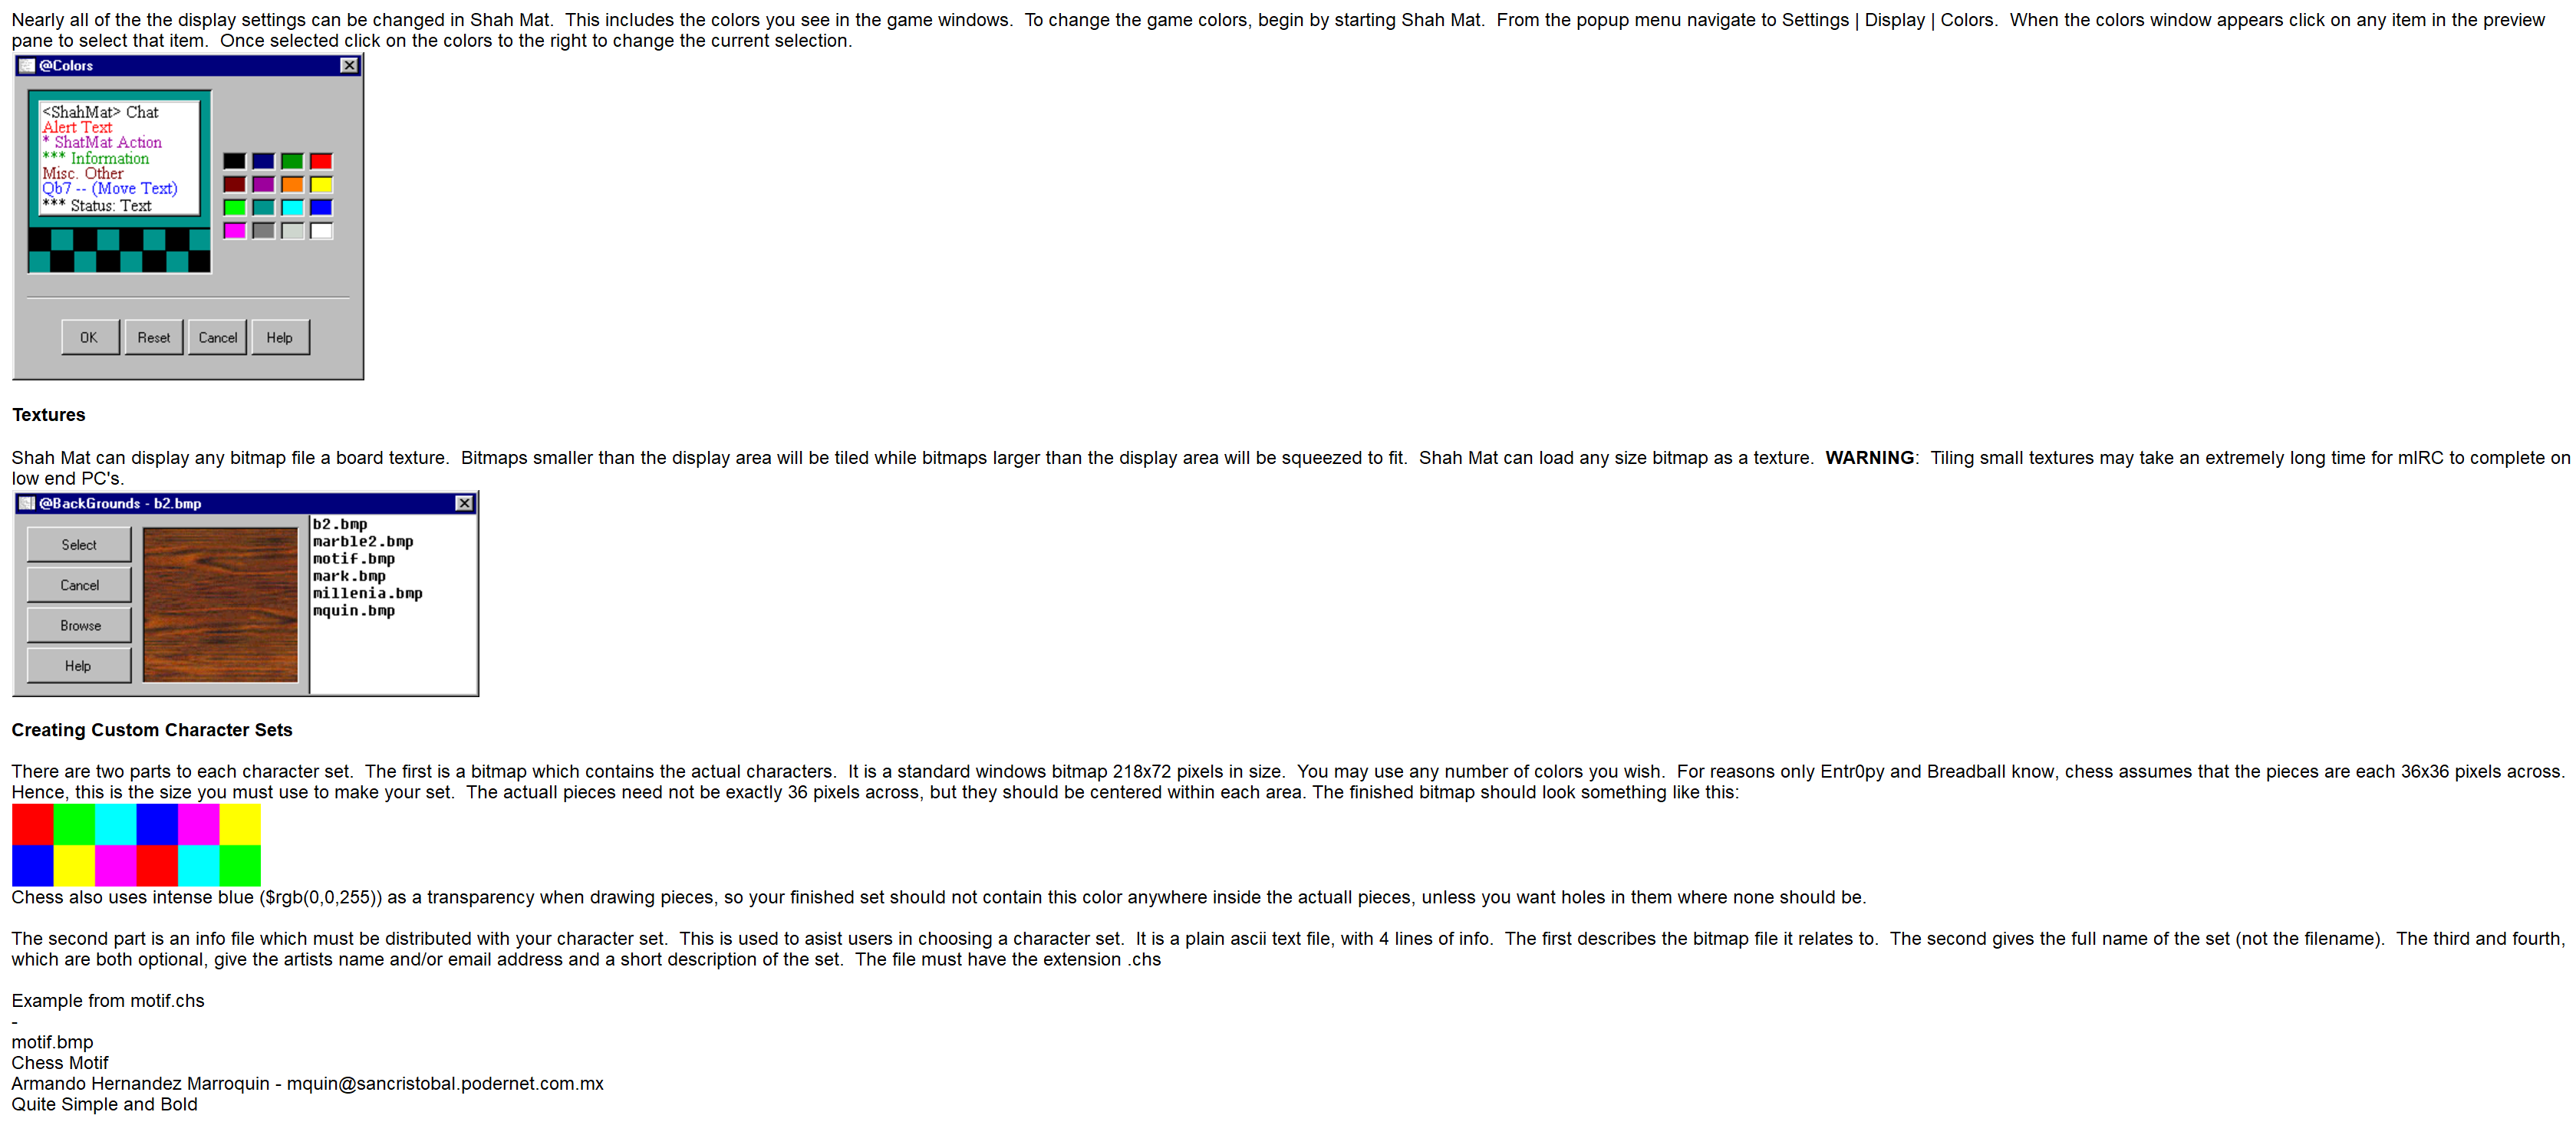 Nearly all of the the display settings can be changed in Shah Mat.  This includes the colors you see in the game windows.  To change the game colors, begin by starting Shah Mat.  From the popup menu navigate to Settings | Display | Colors.  When the colors window appears click on any item in the preview
pane to select that item.  Once selected click on the colors to the right to change the current selection.
@Colors
<ShahMat> Chat
Alert Text
* ShatMat Action
*** Information
Misc. Other
Qb7 -- (Move Text)
*** Status: Text
OK Reset Cancel Help
Textures
Shah Mat can display any bitmap file a board texture.  Bitmaps smaller than the display area will be tiled while bitmaps larger than the display area will be squeezed to fit.  Shah Mat can load any size bitmap as a texture.  WARNING:  Tiling small textures may take an extremely long time for mIRC to complete on
low end PC's.
@BackGrounds - b2.bmp
Select
Cancel
Browse
Help
b2.bmp
marble2.bmp
motif.bmp
mark.bmp
millenia.bmp
mquin.bmp
Creating Custom Character Sets
There are two parts to each character set.  The first is a bitmap which contains the actual characters.  It is a standard windows bitmap 218x72 pixels in size.  You may use any number of colors you wish.  For reasons only Entr0py and Breadball know, chess assumes that the pieces are each 36x36 pixels across.
Hence, this is the size you must use to make your set.  The actuall pieces need not be exactly 36 pixels across, but they should be centered within each area. The finished bitmap should look something like this:
Chess also uses intense blue ($rgb(0,0,255)) as a transparency when drawing pieces, so your finished set should not contain this color anywhere inside the actuall pieces, unless you want holes in them where none should be.
The second part is an info file which must be distributed with your character set.  This is used to asist users in choosing a character set.  It is a plain ascii text file, with 4 lines of info.  The first describes the bitmap file it relates to.  The second gives the full name of the set (not the filename).  The third and fourth,
which are both optional, give the artists name and/or email address and a short description of the set.  The file must have the extension .chs
Example from motif.chs
-
motif.bmp
Chess Motif
Armando Hernandez Marroquin - mquin@sancristobal.podernet.com.mx
Quite Simple and Bold